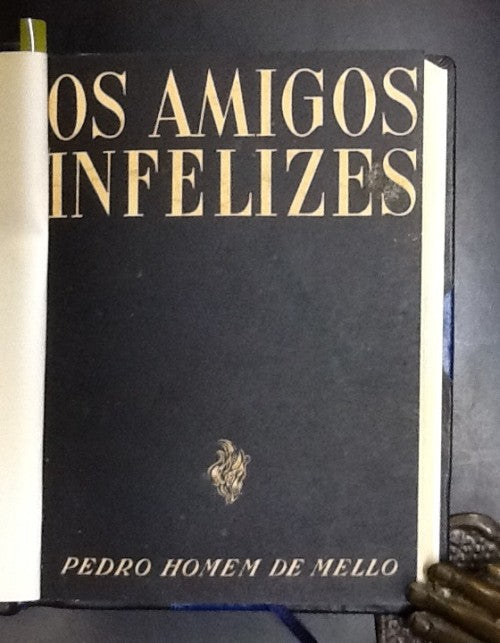 OS AMIGOS
INFELIZES
PEDRO HOMEM DE MELLO